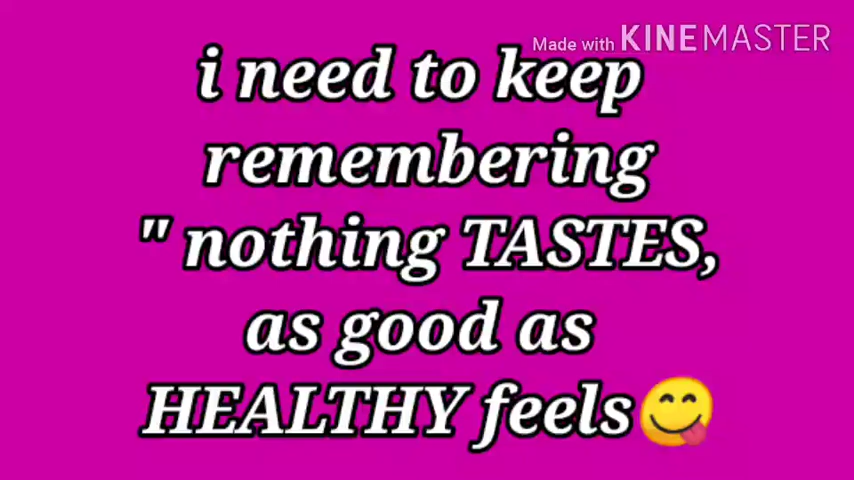 Made with KINEMASTER
i need to keep
remembering
" nothing TASTES,
as good as
HEALTHY feels😋